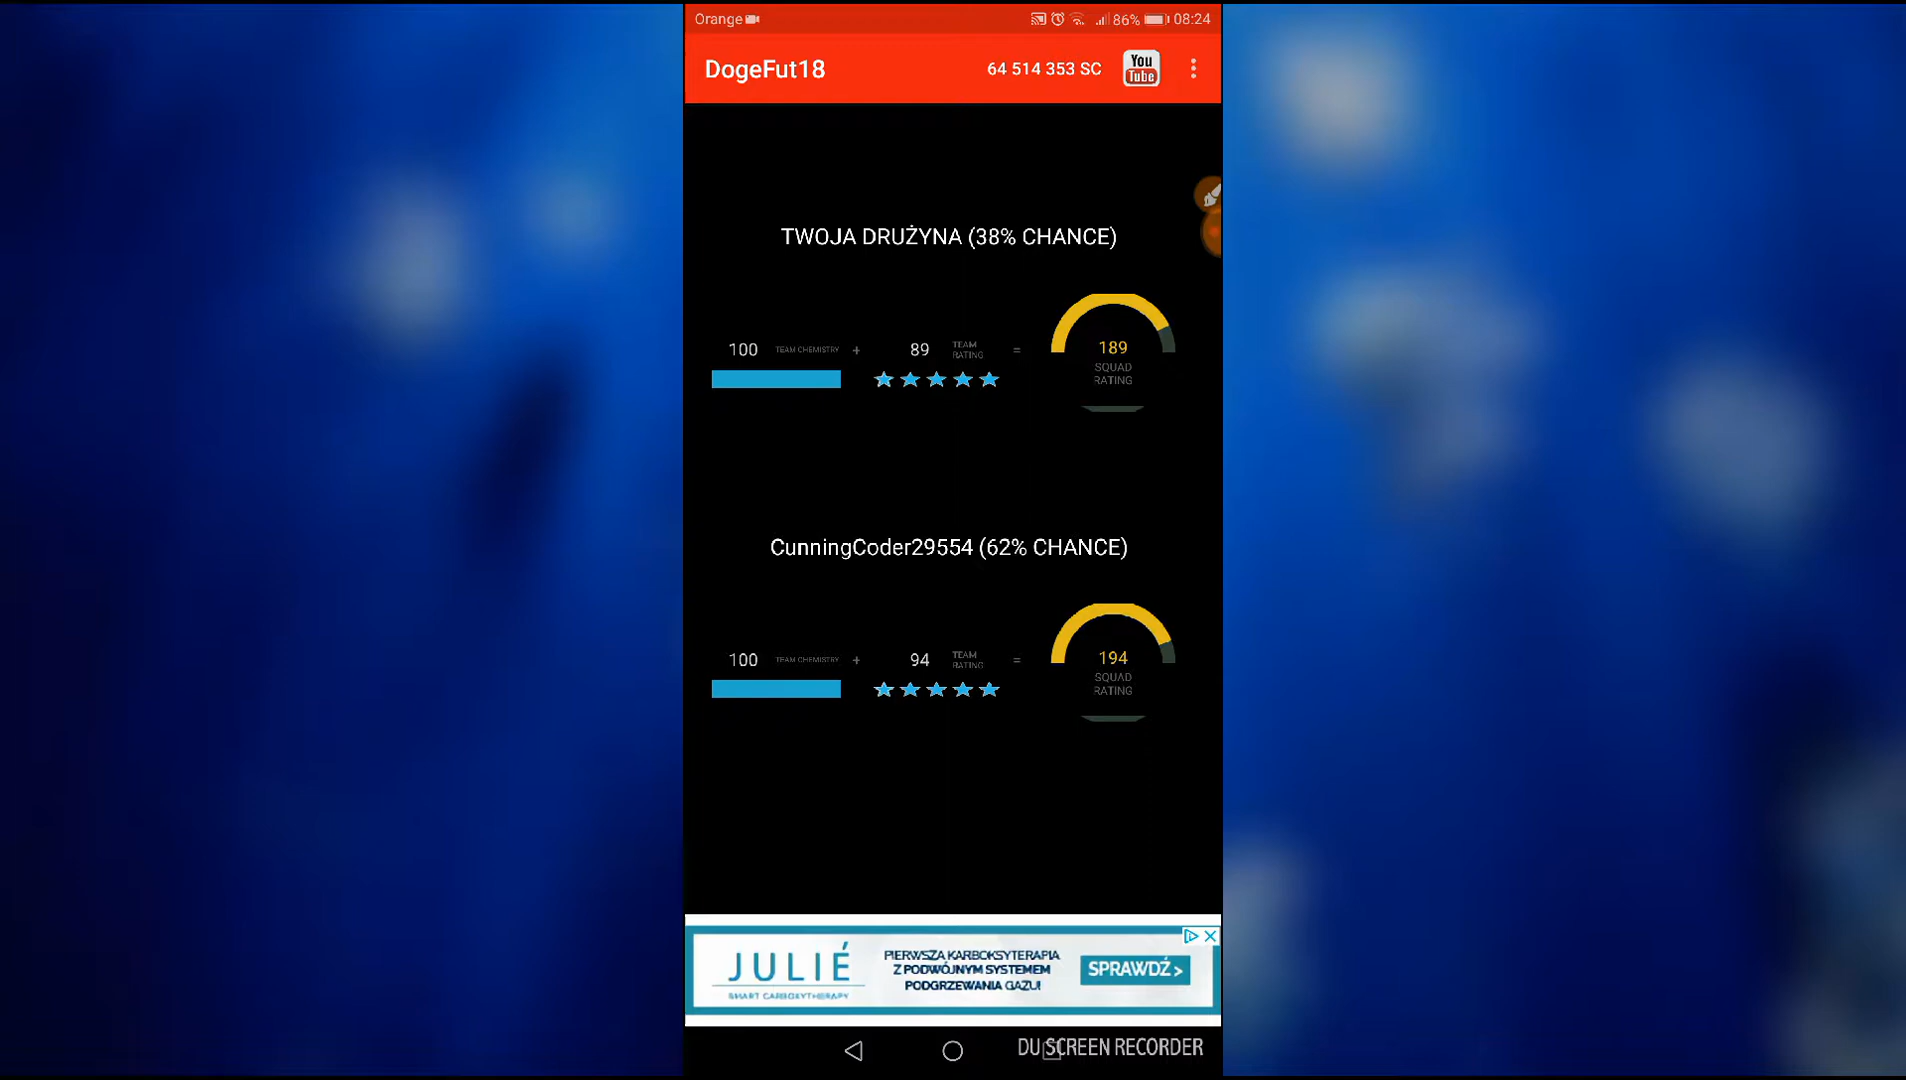 Orange 86% 08:24
DogeFut18 64 514 353 SC You Tube
TWOJA DRUŻYNA (38% CHANCE)
100 TEAM CHEMISTRY + 89 TEAM RATING = 189 SQUAD RATING
CunningCoder29554 (62% CHANCE)
100 TEAM CHEMISTRY + 94 TEAM RATING = 194 SQUAD RATING
JULIÉ
SMART CARBOXYTHERAPY
PIERWSZA KARBOKSYTERAPIA
Z PODWÓJNYM SYSTEMEM
PODGRZEWANIA GAZU!
SPRAWDŹ >
DU SCREEN RECORDER